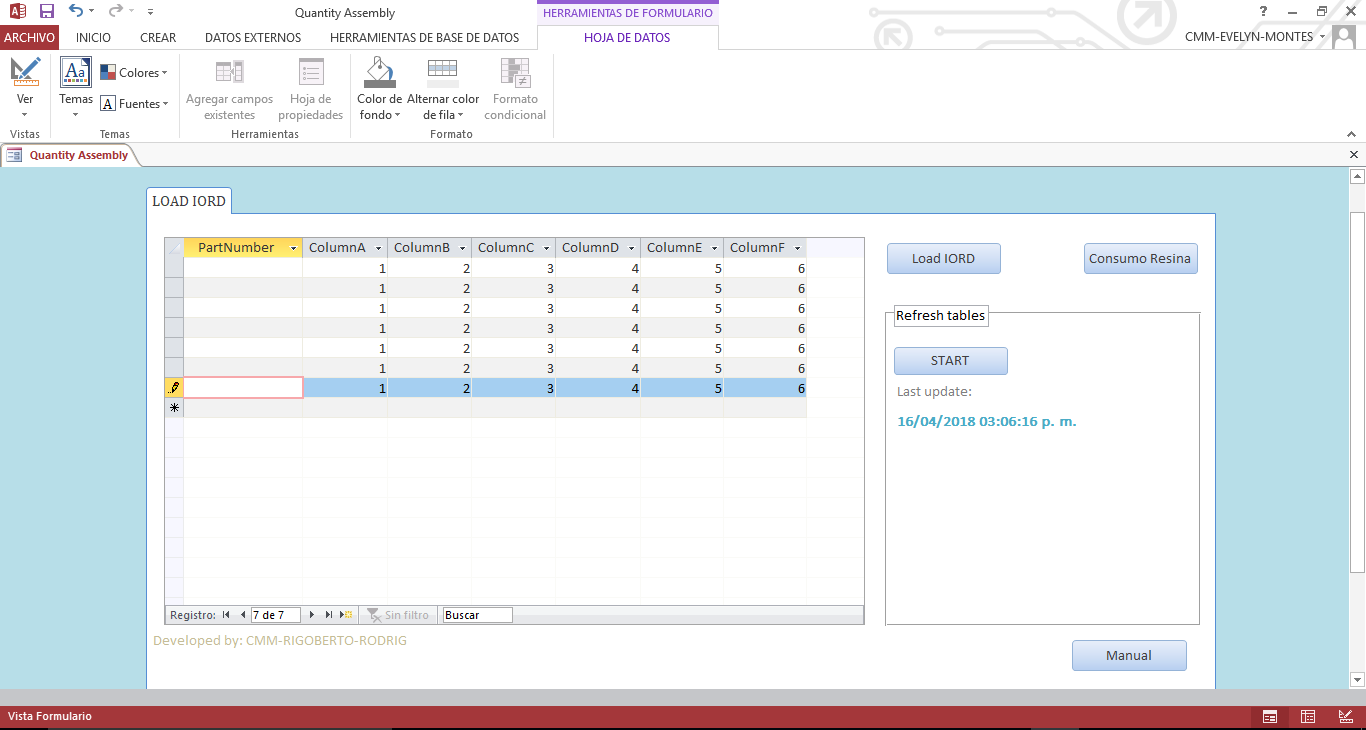 Quantity Assembly
HERRAMIENTAS DE FORMULARIO
?
ARCHIVO INICIO CREAR DATOS EXTERNOS HERRAMIENTAS DE BASE DE DATOS HOJA DE DATOS CMM-EVELYN-MONTES
Ver
Aa
Temas
Colores
A Fuentes
Agregar campos
existentes
Hoja de
propiedades
Color de
fondo
Alternar color
de fila
Formato
condicional
Vistas Temas Herramientas Formato
Quantity Assembly
LOAD IORD
PartNumber ColumnA ColumnB ColumnC ColumnD ColumnE ColumnF
1 2 3 4 5 6
1 2 3 4 5 6
1 2 3 4 5 6
1 2 3 4 5 6
1 2 3 4 5 6
1 2 3 4 5 6
1 2 3 4 5 6
Registro: 7 de 7 Sin filtro Buscar
Developed by: CMM-RIGOBERTO-RODRIG
Load IORD Consumo Resina
Refresh tables
START
Last update:
16/04/2018 03:06:16 p. m.
Manual
Vista Formulario